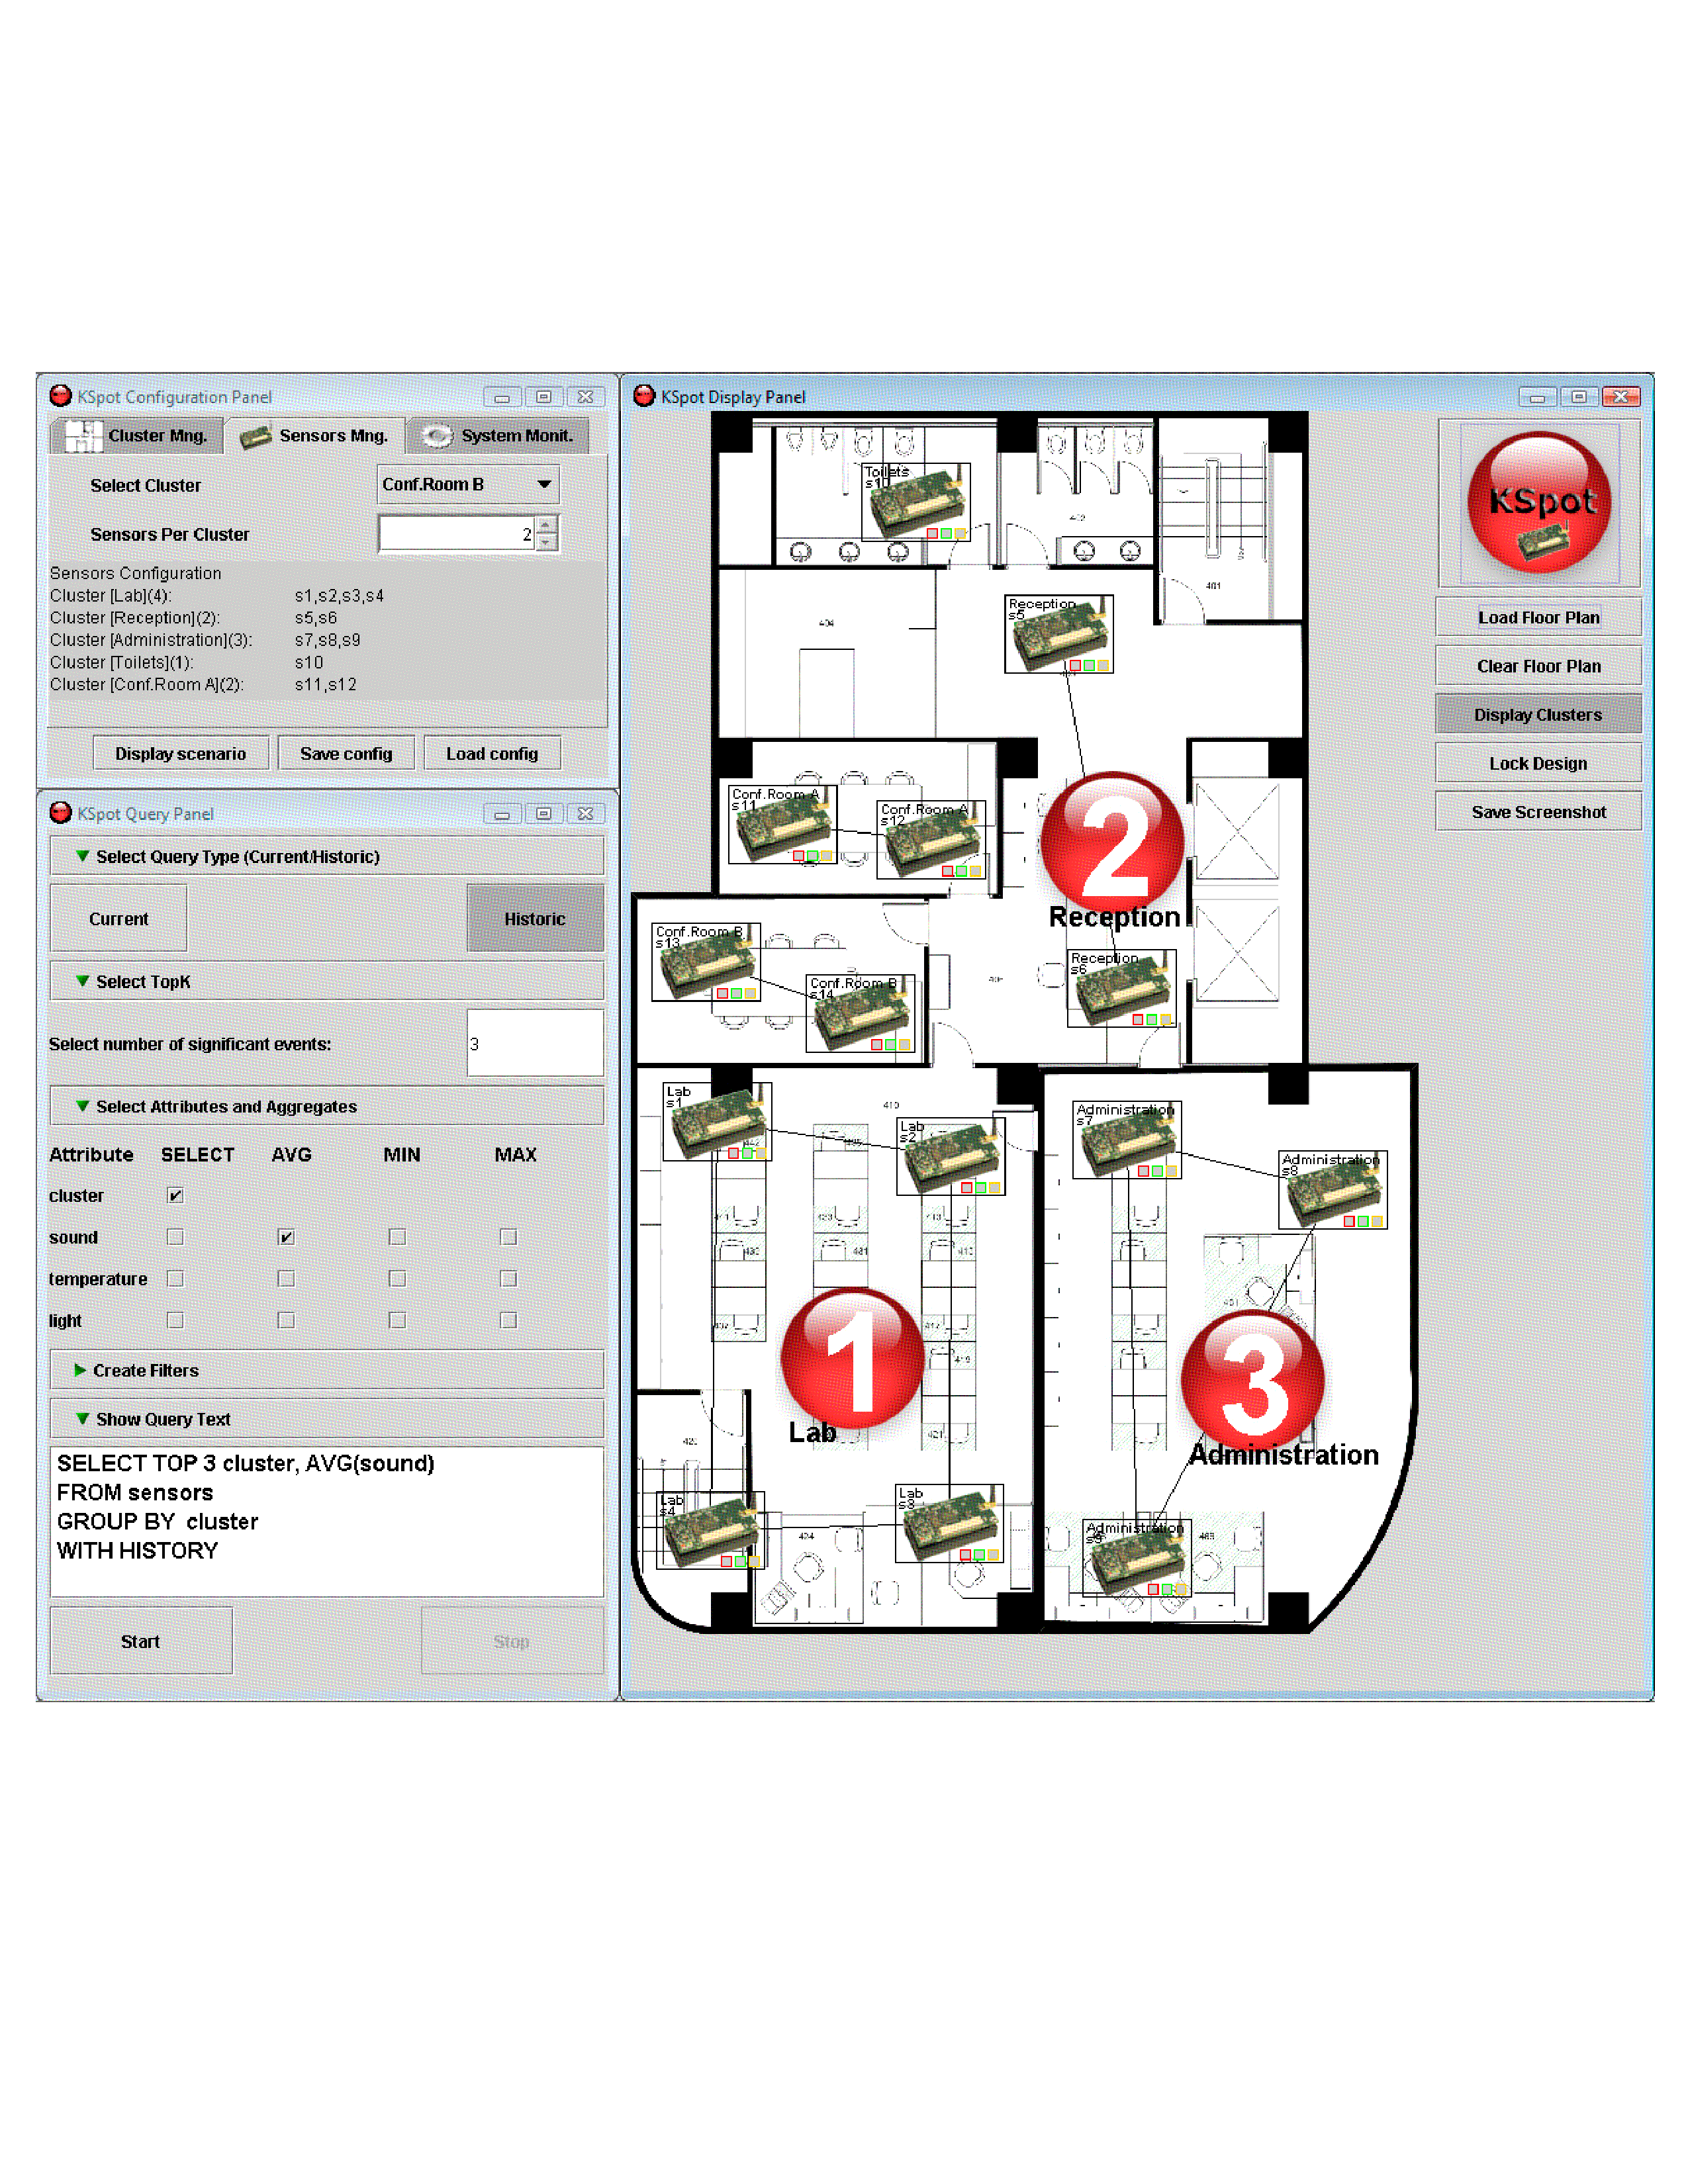 KSpot Configuration Panel
Cluster Mng.
Sensors Mng.
System Monit.
Select Cluster
Conf.Room B
Sensors Per Cluster
2
Sensors Configuration
Cluster [Lab](4): s1,s2,s3,s4
Cluster [Reception](2): s5,s6
Cluster [Administration](3): s7,s8,s9
Cluster [Toilets](1): s10
Cluster [Conf.Room A](2): s11,s12
Display scenario
Save config
Load config
KSpot Query Panel
Select Query Type (Current/Historic)
Current
Historic
Select TopK
Select number of significant events:
3
Select Attributes and Aggregates
Attribute SELECT AVG MIN MAX
cluster
sound
temperature
light
Create Filters
Show Query Text
SELECT TOP 3 cluster, AVG(sound)
FROM sensors
GROUP BY cluster
WITH HISTORY
Start
Stop
KSpot Display Panel
Toilets
s10
401
404
Reception
s5
Conf.Room A
s11
Conf.Room A
s12
2
Reception
Conf.Room B
s13
Conf.Room B
s14
Reception
s6
Lab
s1
410
Lab
s2
Administration
s7
Administration
s8
1
Lab
3
Administration
Lab
s4
Lab
s3
424
Administration
s9
KSpot
Load Floor Plan
Clear Floor Plan
Display Clusters
Lock Design
Save Screenshot